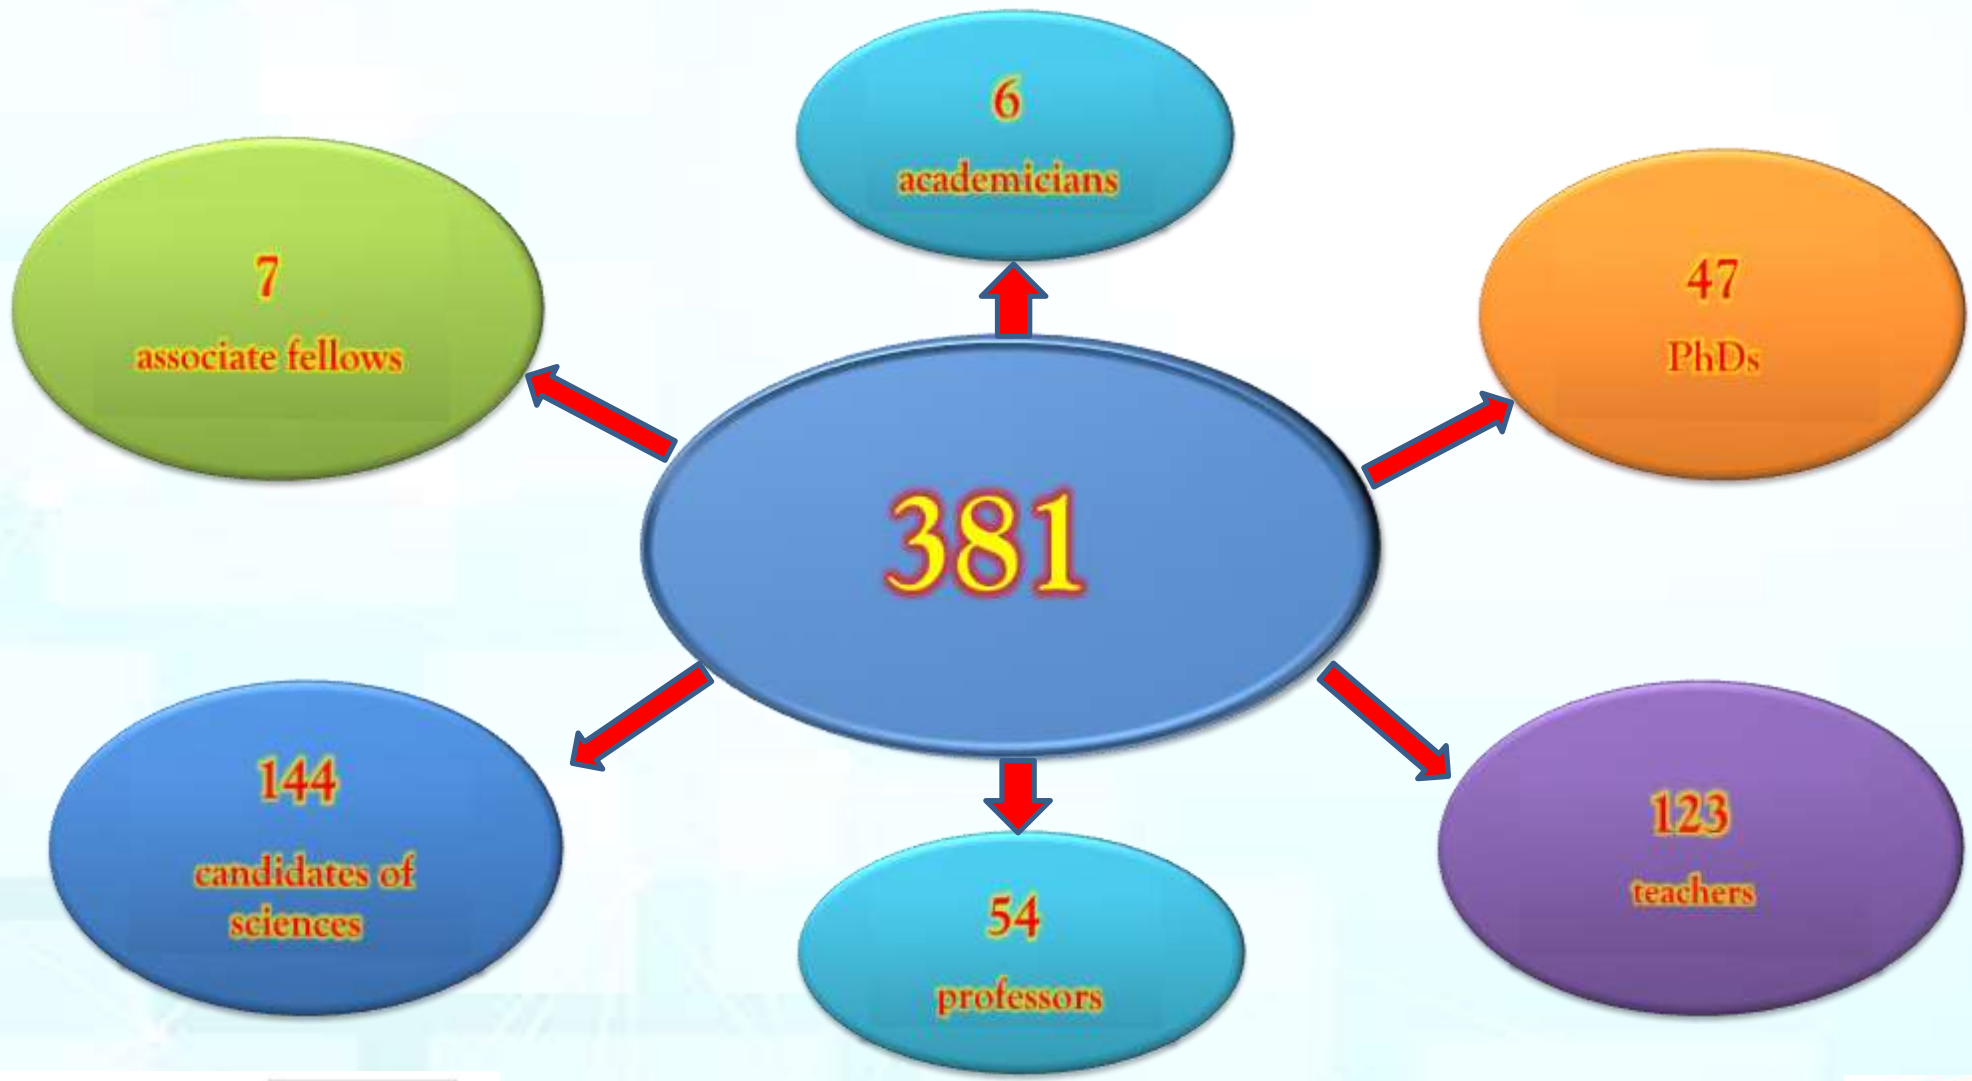 6
academicians
7
associate fellows
47
PhDs
381
144
candidates of
sciences
123
teachers
54
professors